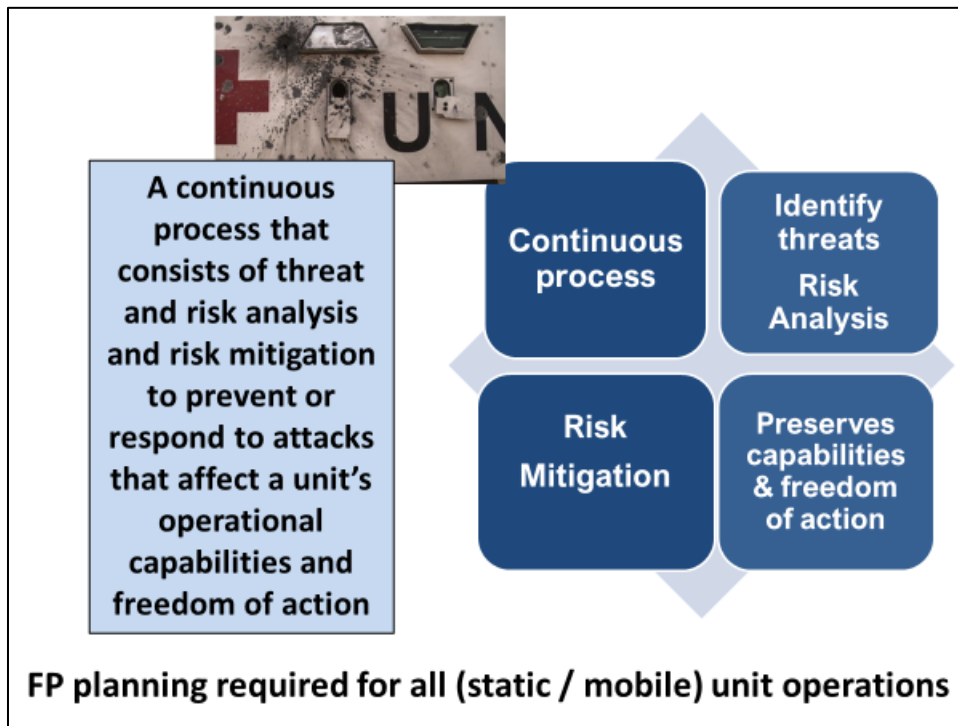 UN
A continuous
process that
consists of threat
and risk analysis
and risk mitigation
to prevent or
respond to attacks
that affect a unit’s
operational
capabilities and
freedom of action
Continuous
process
Identify
threats
Risk
Analysis
Risk
Mitigation
Preserves
capabilities
& freedom
of action
FP planning required for all (static / mobile) unit operations